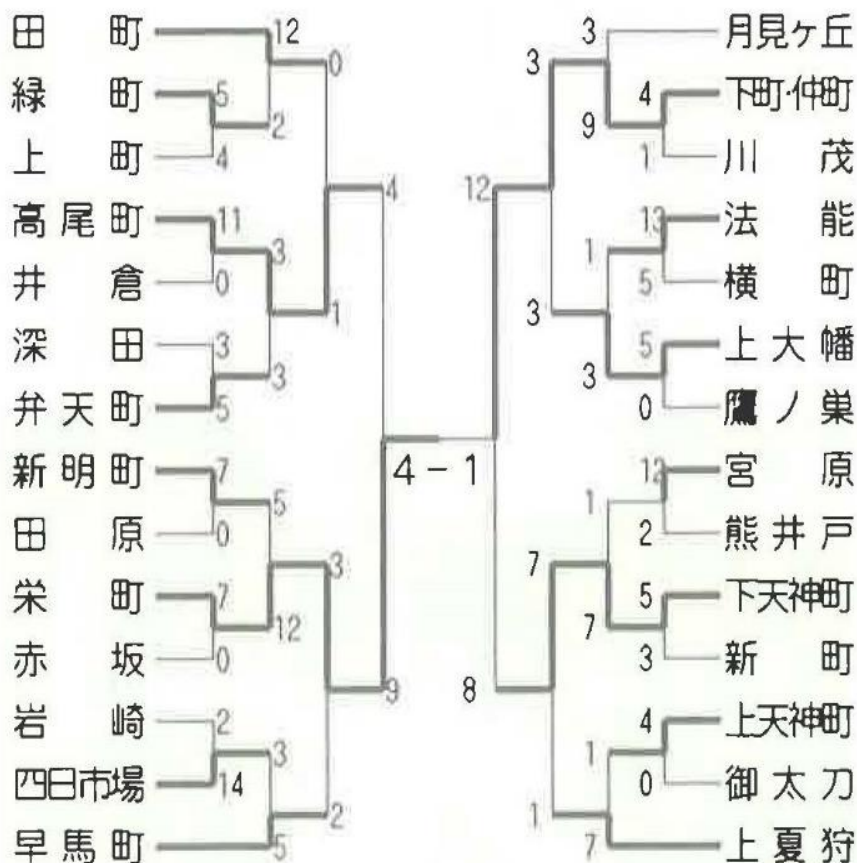 田町 12 0 3 3 月見ヶ丘
緑町 5 2 4 9 下町・仲町
上町 4 1 川茂
4 12
高尾町 11 3 1 13 法能
井倉 0 1 3 5 横町
深田 3 3 3 5 上大幡
弁天町 5 0 鷹ノ巣
4-1
新明町 7 5 1 12 宮原
田原 0 3 7 2 熊井戸
栄町 7 12 7 5 下天神町
赤坂 0 3 新町
9 8
岩崎 2 3 1 4 上天神町
四日市場 14 2 1 0 御太刀
早馬町 5 7 上夏狩